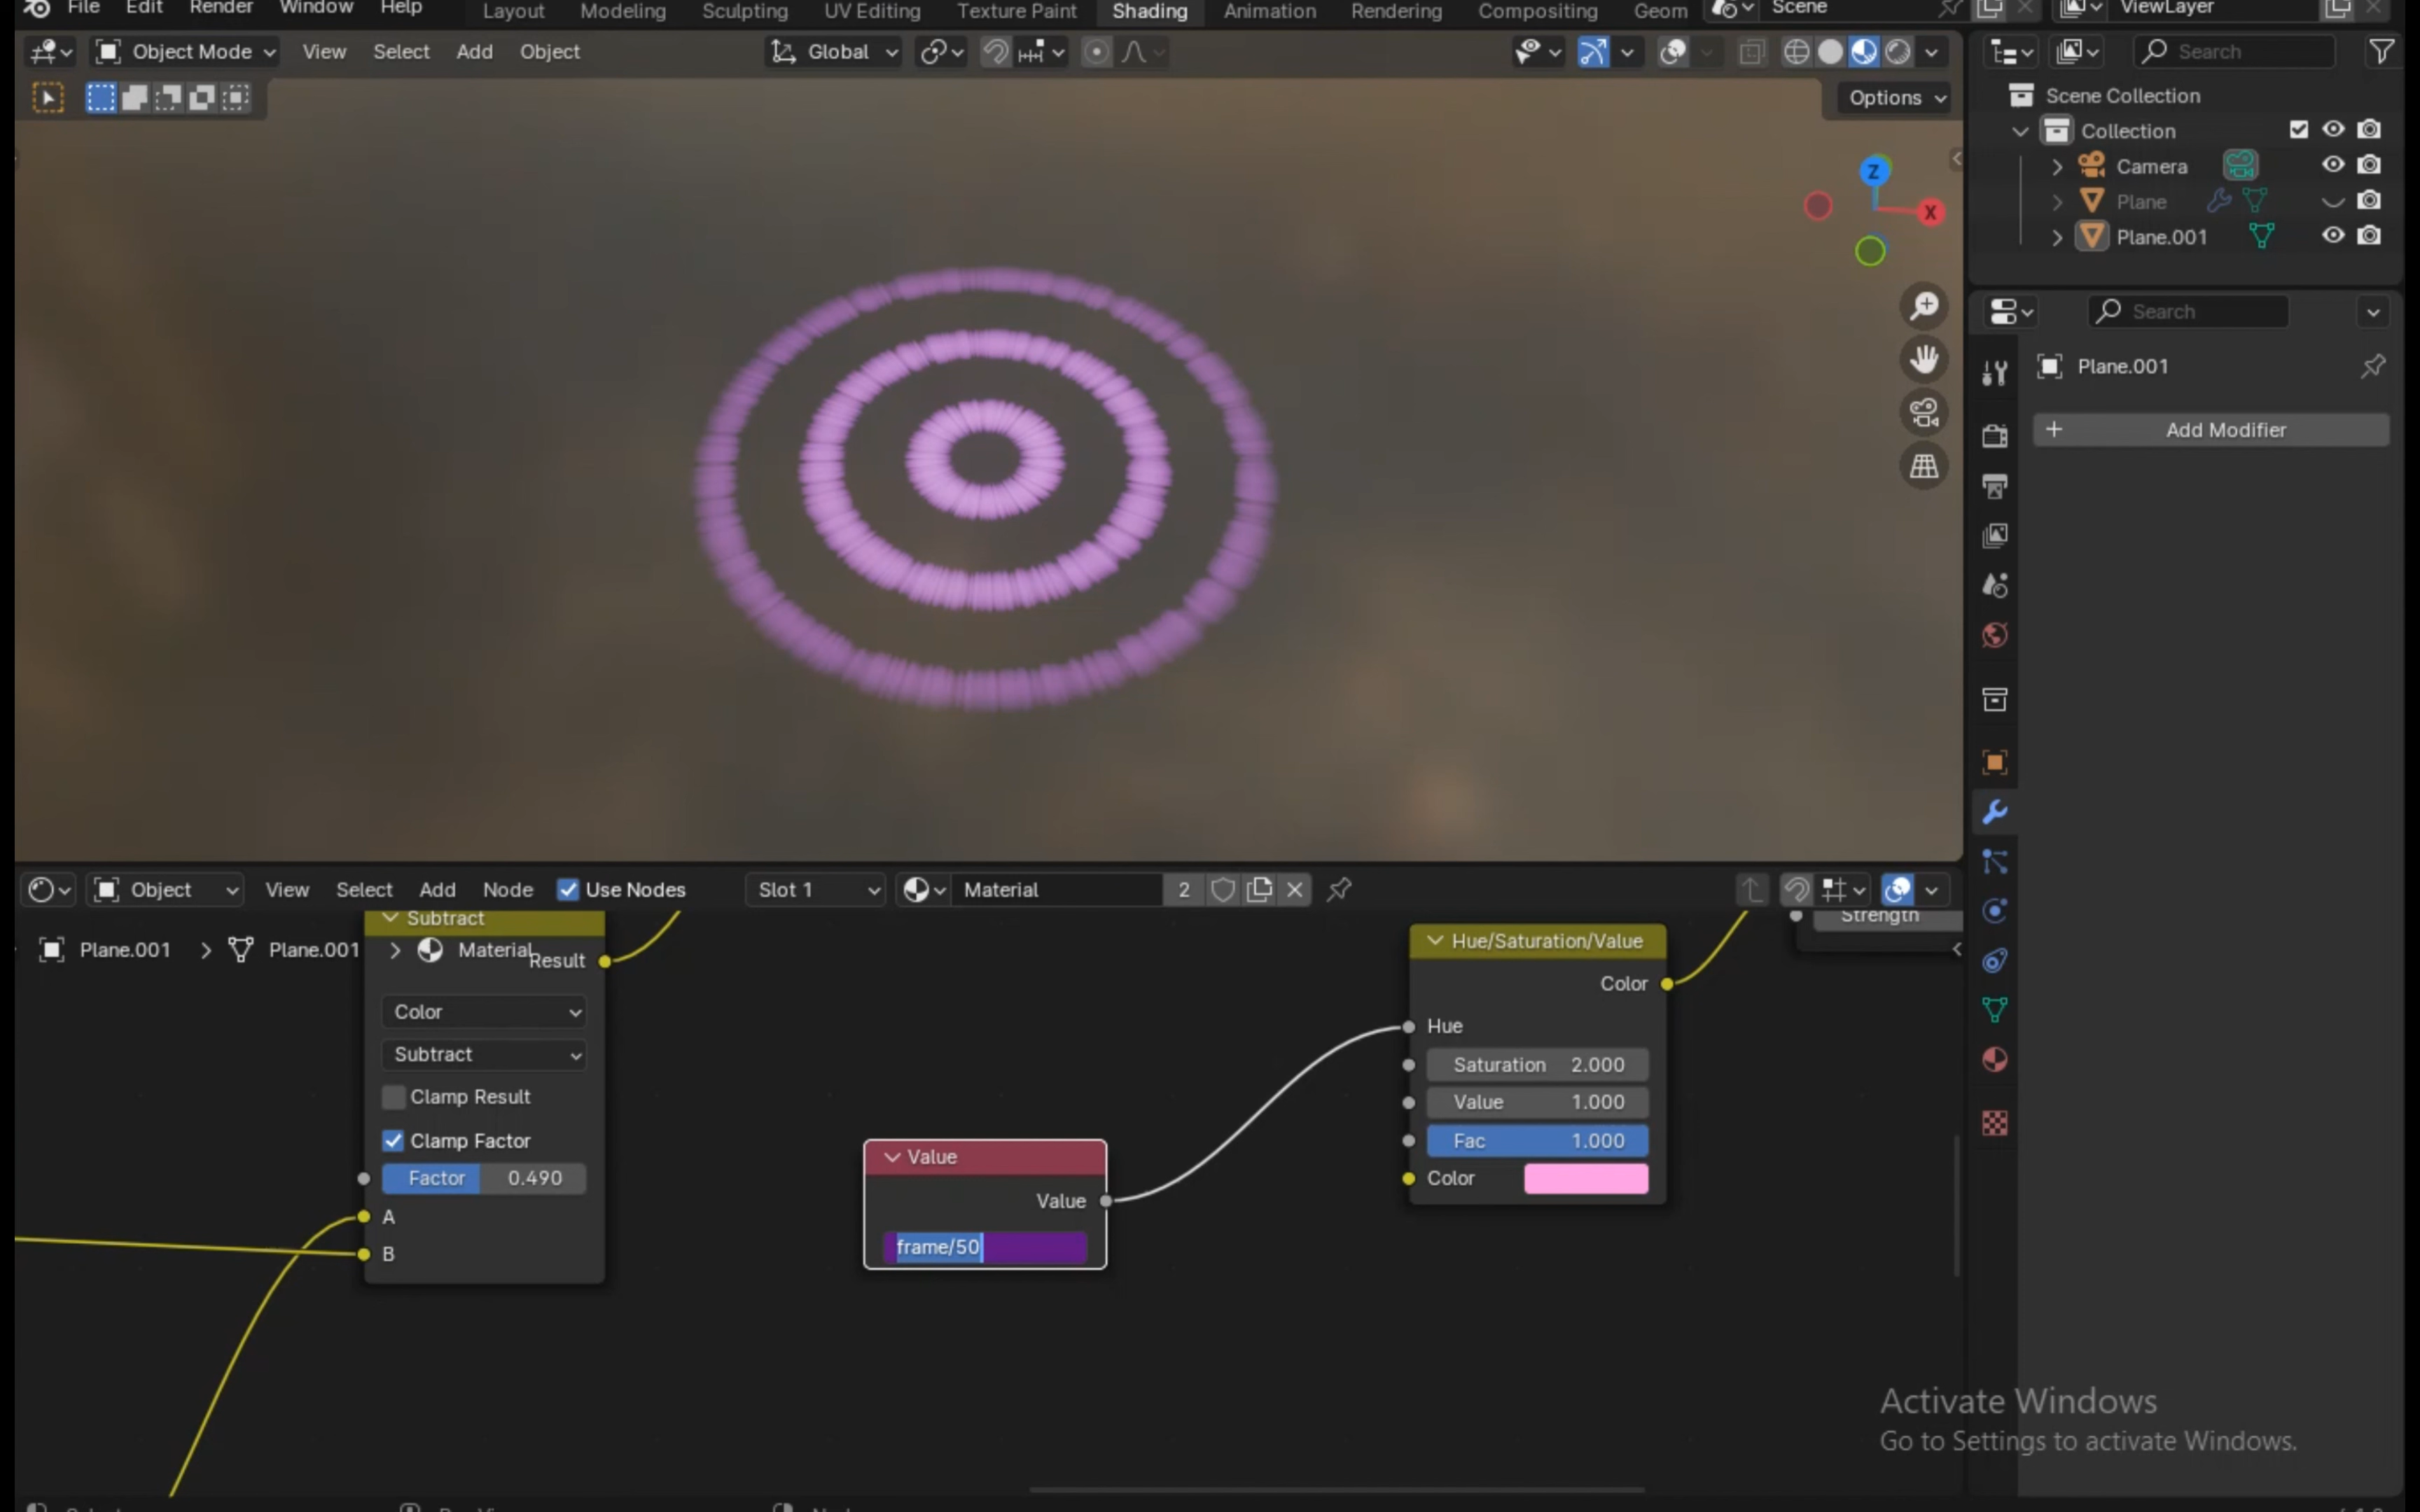 File Edit Render Window Help Layout Modeling Sculpting UV Editing Texture Paint Shading Animation Rendering Compositing Geom Scene ViewLayer
Object Mode View Select Add Object Global Search
Options
Scene Collection
Collection
Camera
Plane
Plane.001
Z
X
Search
Plane.001
+ Add Modifier
Object View Select Add Node Use Nodes Slot 1 Material 2
Subtract
Plane.001 > Plane.001 > Material
Result
Color
Subtract
Clamp Result
Clamp Factor
Factor 0.490
A
B
Value
Value
frame/50
Hue/Saturation/Value
Color
Hue
Saturation 2.000
Value 1.000
Fac 1.000
Color
Strength
Activate Windows
Go to Settings to activate Windows.